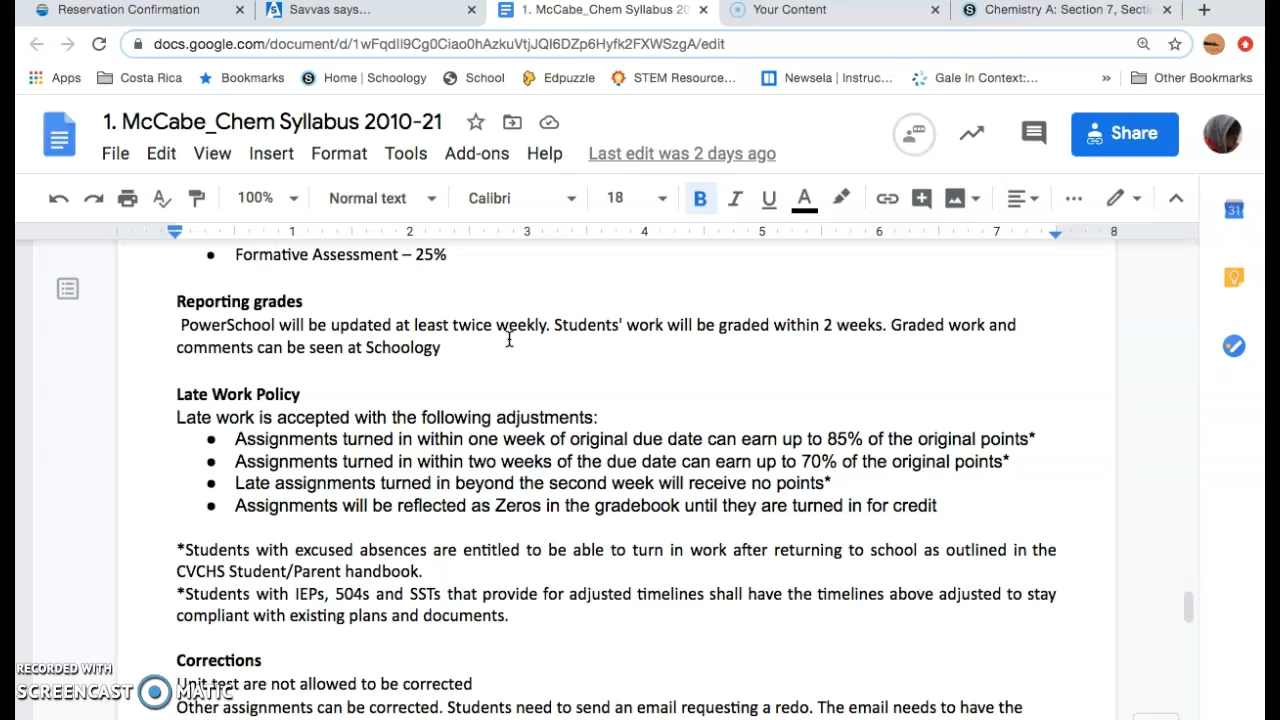 Reservation Confirmation
Savvas says...
1. McCabe_Chem Syllabus 20
Your Content
Chemistry A: Section 7, Secti
docs.google.com/document/d/
Apps
Costa Rica
Bookmarks
Home | Schoology
School
Edpuzzle
STEM Resource...
Newsela | Instruc...
Gale In Context:...
»
Other Bookmarks
1. McCabe_Chem Syllabus 2010-21
Share
File Edit View Insert Format Tools Add-ons Help Last edit was 2 days ago
100% Normal text Calibri 18 B I U A
31
1 2 3 4 5 6 7 8
● Formative Assessment – 25%
Reporting grades
PowerSchool will be updated at least twice weekly. Students' work will be graded within 2 weeks. Graded work and
comments can be seen at Schoology
Late Work Policy
Late work is accepted with the following adjustments:
● Assignments turned in within one week of original due date can earn up to 85% of the original points*
● Assignments turned in within two weeks of the due date can earn up to 70% of the original points*
● Late assignments turned in beyond the second week will receive no points*
● Assignments will be reflected as Zeros in the gradebook until they are turned in for credit
*Students with excused absences are entitled to be able to turn in work after returning to school as outlined in the
CVCHS Student/Parent handbook.
*Students with IEPs, 504s and SSTs that provide for adjusted timelines shall have the timelines above adjusted to stay
compliant with existing plans and documents.
Corrections
Unit test are not allowed to be corrected
Other assignments can be corrected. Students need to send an email requesting a redo. The email needs to have the
RECORDED WITH
SCREENCAST MATIC